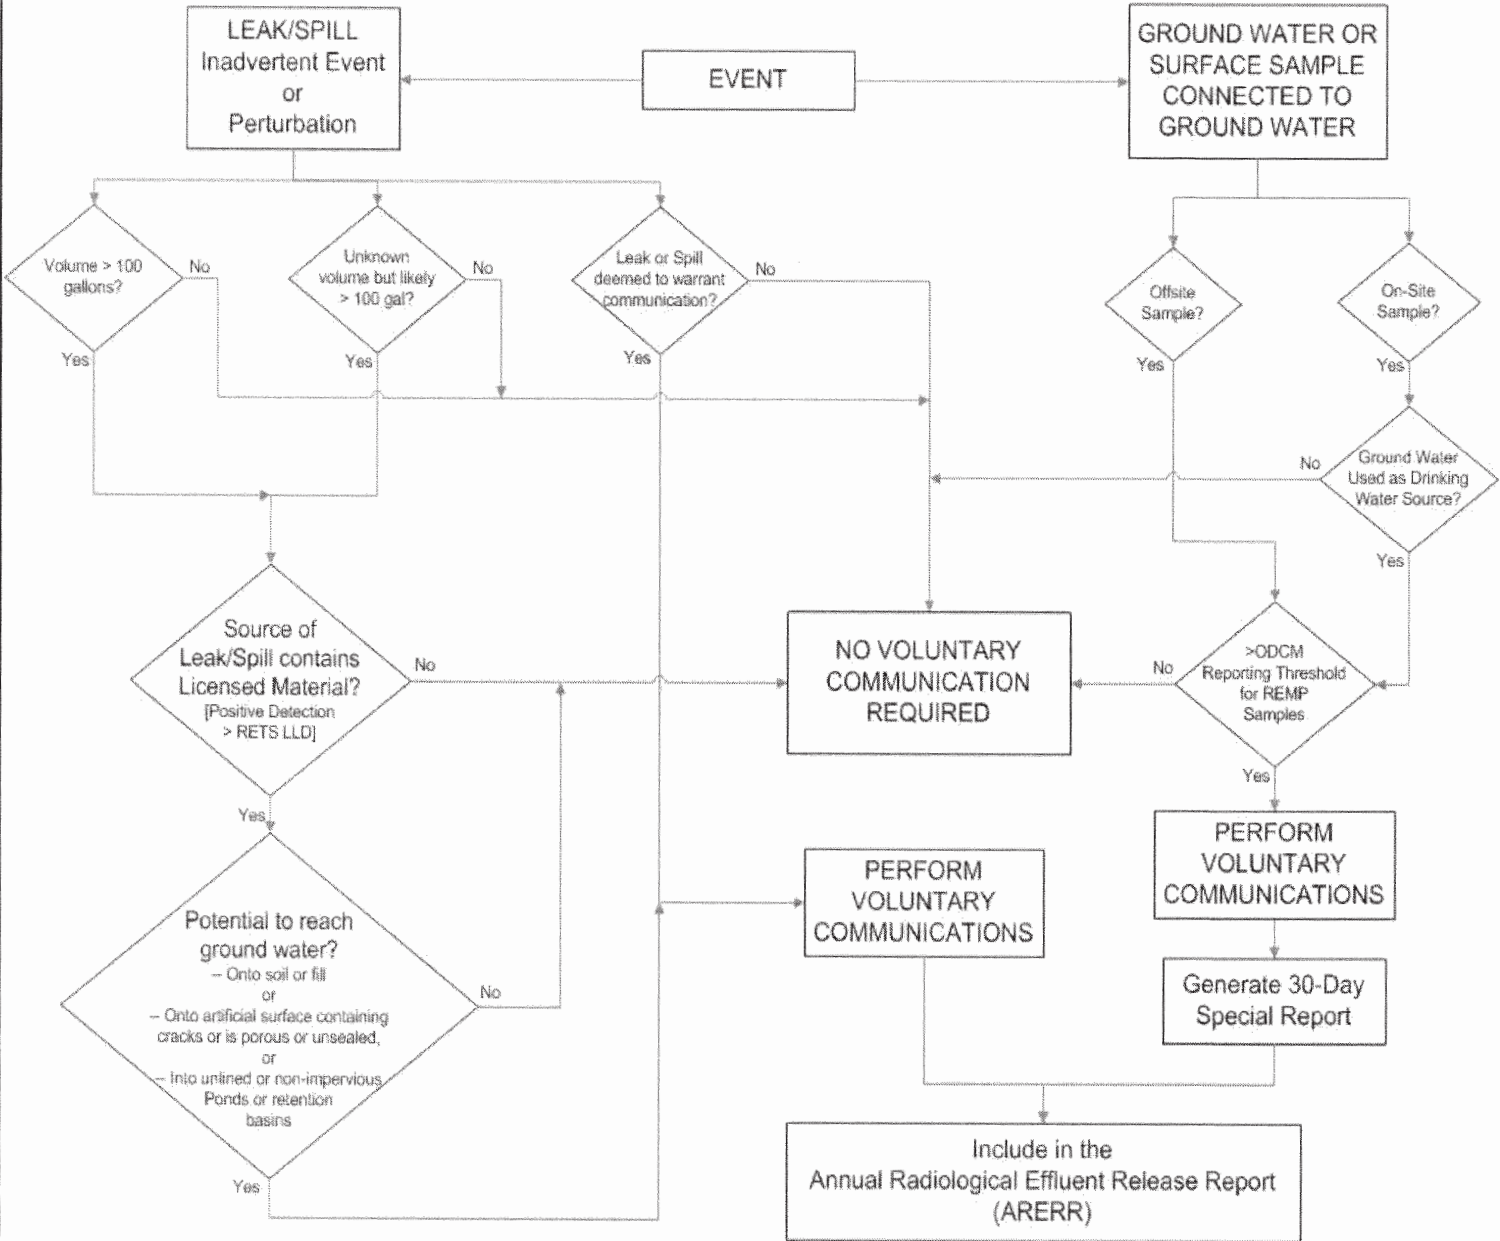 LEAK/SPILL
Inadvertent Event
or
Perturbation
EVENT
GROUND WATER OR
SURFACE SAMPLE
CONNECTED TO
GROUND WATER
Volume > 100
gallons?
No
Yes
Unknown
volume but likely
> 100 gal?
No
Yes
Leak or Spill
deemed to warrant
communication?
No
Yes
Offsite
Sample?
Yes
On-Site
Sample?
Yes
Ground Water
Used as Drinking
Water Source?
No
Yes
Source of
Leak/Spill contains
Licensed Material?
[Positive Detection
> RETS LLD]
No
Yes
NO VOLUNTARY
COMMUNICATION
REQUIRED
>ODCM
Reporting Threshold
for REMP
Samples
No
Yes
Potential to reach
ground water?
– Onto soil or fill
or
– Onto artificial surface containing
cracks or is porous or unsealed,
or
– Into unlined or non-impervious
Ponds or retention
basins
No
Yes
PERFORM
VOLUNTARY
COMMUNICATIONS
PERFORM
VOLUNTARY
COMMUNICATIONS
Generate 30-Day
Special Report
Include in the
Annual Radiological Effluent Release Report
(ARERR)